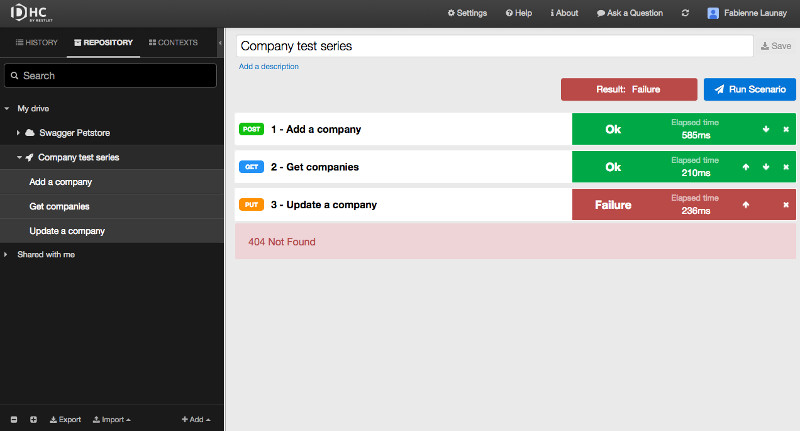 DHC
BY RESTLET
Settings
Help
About
Ask a Question
Fabienne Launay
HISTORY
REPOSITORY
CONTEXTS
Search
My drive
Swagger Petstore
Company test series
Add a company
Get companies
Update a company
Shared with me
Export
Import
Add
Company test series
Save
Add a description
Result: Failure
Run Scenario
POST
1 - Add a company
Ok
Elapsed time
585ms
GET
2 - Get companies
Ok
Elapsed time
210ms
PUT
3 - Update a company
Failure
Elapsed time
236ms
404 Not Found